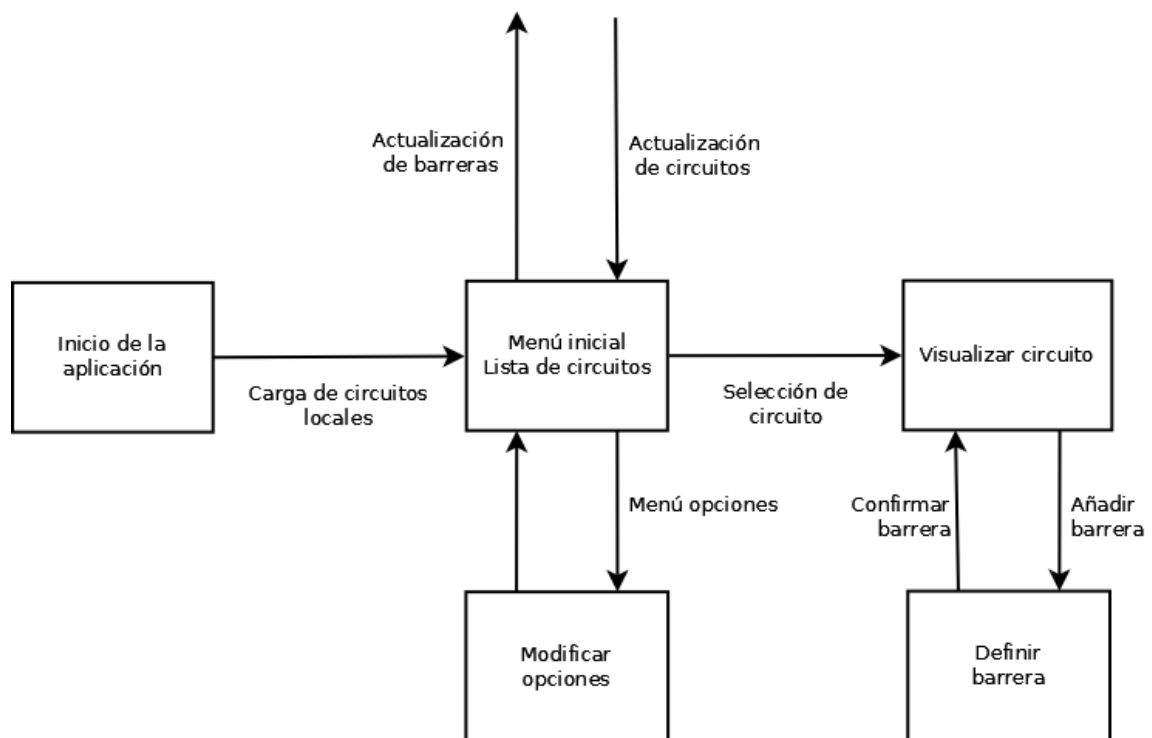 Actualización
de barreras
Actualización
de circuitos
Inicio de la
aplicación
Carga de circuitos
locales
Menú inicial
Lista de circuitos
Selección de
circuito
Visualizar circuito
Menú opciones
Confirmar
barrera
Añadir
barrera
Modificar
opciones
Definir
barrera